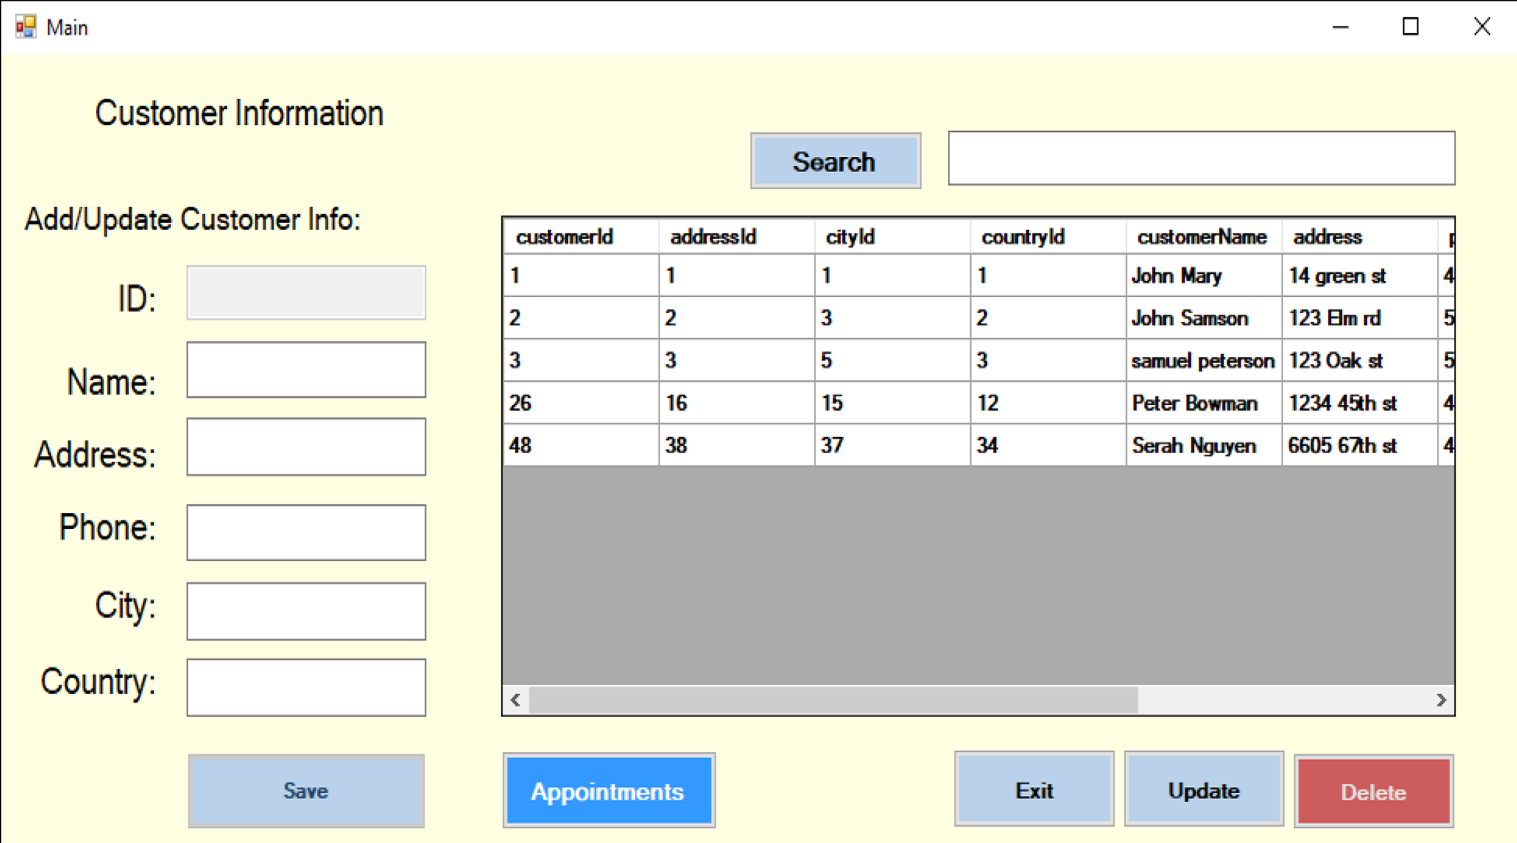 Main
Customer Information
Search
Add/Update Customer Info:
customerId addressId cityId countryId customerName address
1 1 1 1 John Mary 14 green st 4
2 2 3 2 John Samson 123 Elm rd 5
3 3 5 3 samuel peterson 123 Oak st 5
26 16 15 12 Peter Bowman 1234 45th st 4
48 38 37 34 Serah Nguyen 6605 67th st 4
ID:
Name:
Address:
Phone:
City:
Country:
Save
Appointments
Exit
Update
Delete